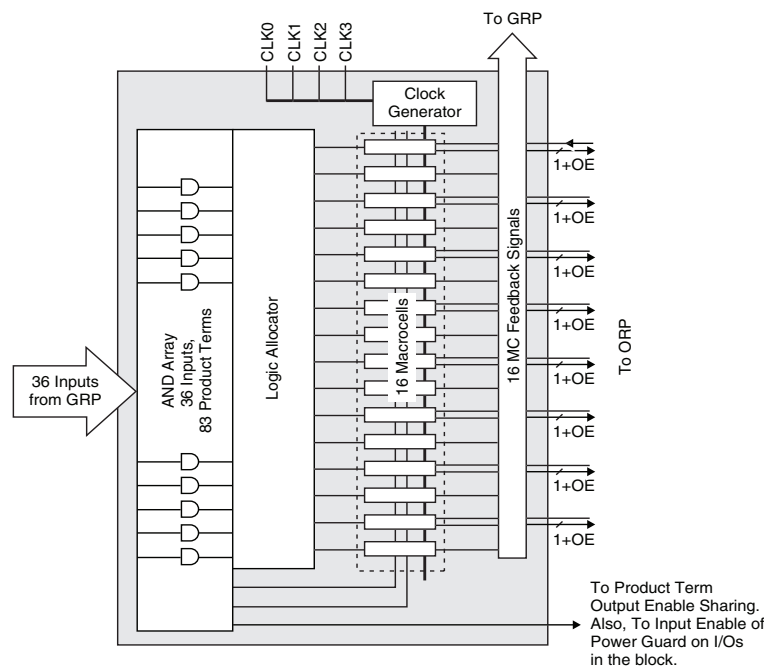 To GRP
CLK0
CLK1
CLK2
CLK3
Clock
Generator
1+OE
1+OE
1+OE
1+OE
1+OE
1+OE
1+OE
1+OE
36 Inputs
from GRP
AND Array
36 Inputs,
83 Product Terms
Logic Allocator
16 Macrocells
16 MC Feedback Signals
To ORP
To Product Term
Output Enable Sharing.
Also, To Input Enable of
Power Guard on I/Os
in the block.